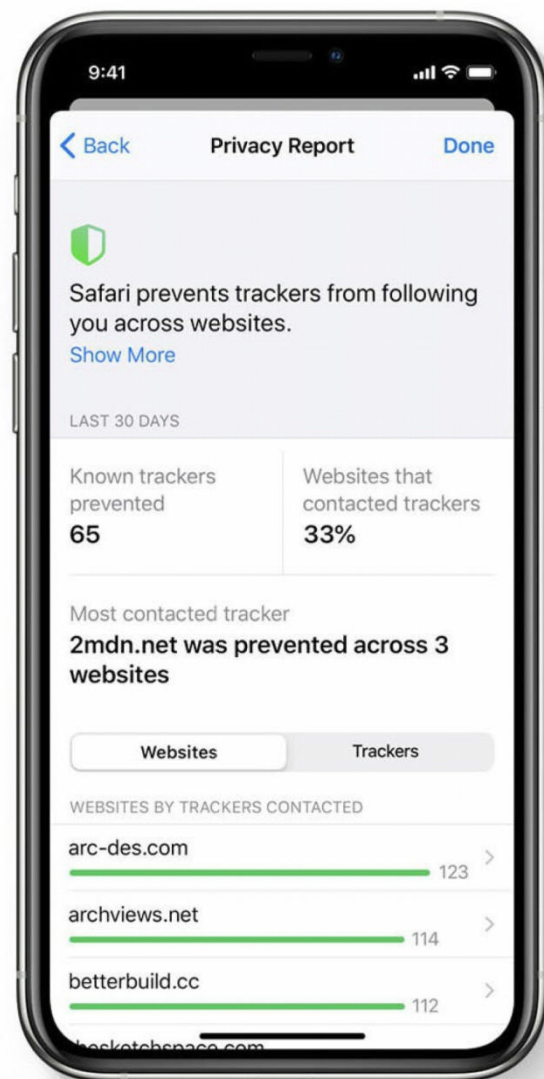 9:41
Back
Privacy Report
Done
Safari prevents trackers from following
you across websites.
Show More
LAST 30 DAYS
Known trackers
prevented
65
Websites that
contacted trackers
33%
Most contacted tracker
2mdn.net was prevented across 3
websites
Websites
Trackers
WEBSITES BY TRACKERS CONTACTED
arc-des.com
123
archviews.net
114
betterbuild.cc
112